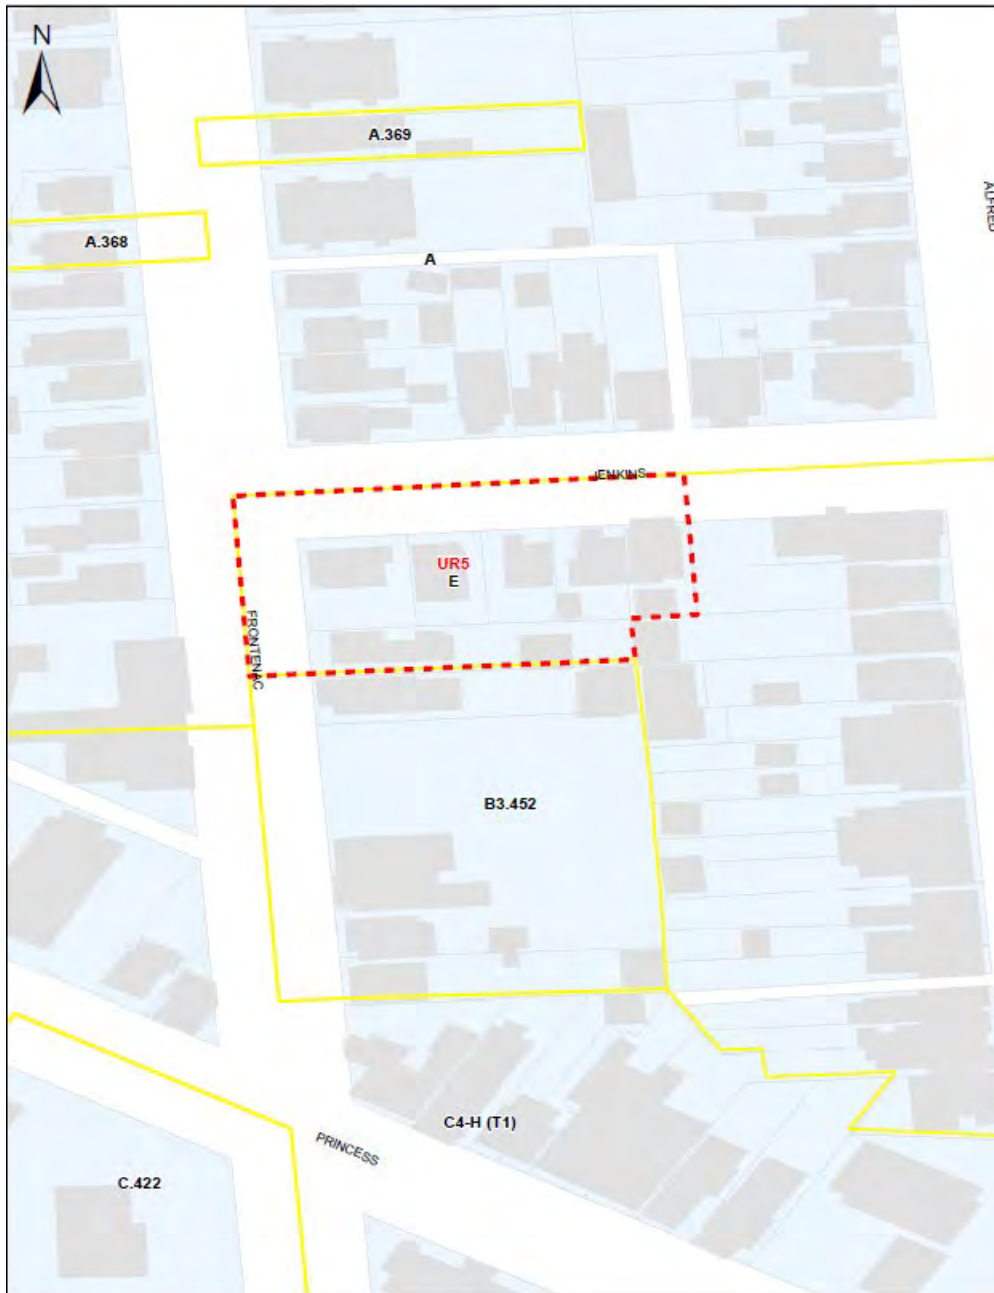 N
A.369
ALFRED
A.368
A
JENKINS
UR5
E
FRONTENAC
B3.452
C4-H (T1)
PRINCESS
C.422